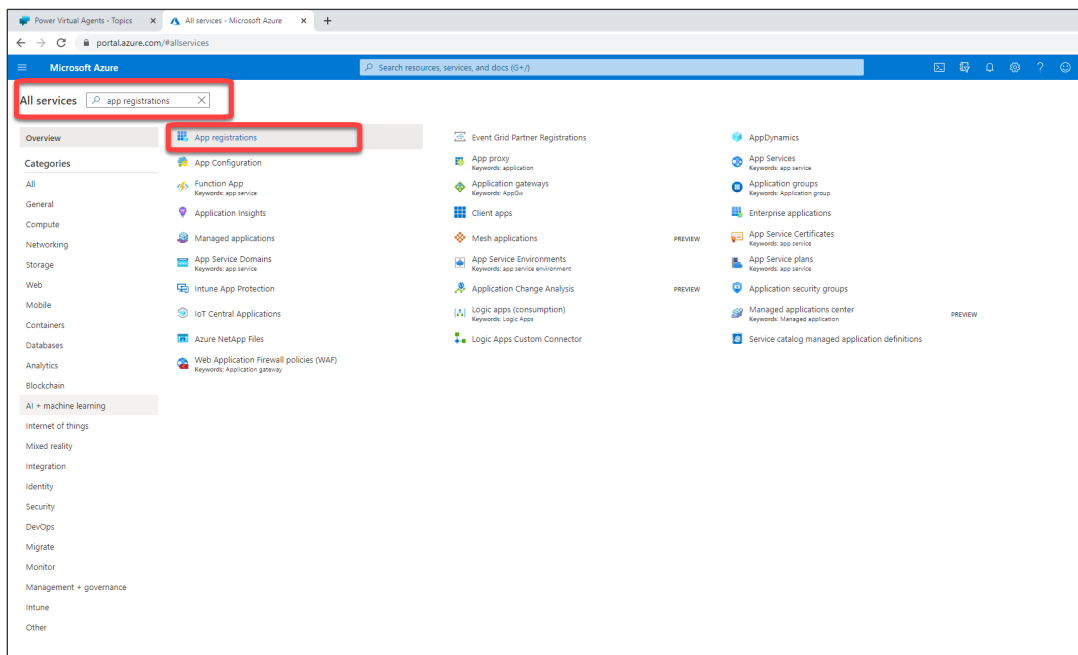 Power Virtual Agents - Topics
All services - Microsoft Azure
portal.azure.com/#allservices
Microsoft Azure
Search resources, services, and docs (G+/)
All services
app registrations
Overview
Categories
All
General
Compute
Networking
Storage
Web
Mobile
Containers
Databases
Analytics
Blockchain
AI + machine learning
Internet of things
Mixed reality
Integration
Identity
Security
DevOps
Migrate
Monitor
Management + governance
Intune
Other
App registrations
App Configuration
Function App
Keywords: app service
Application Insights
Managed applications
App Service Domains
Keywords: app service
Intune App Protection
IoT Central Applications
Azure NetApp Files
Web Application Firewall policies (WAF)
Keywords: Application gateway
Event Grid Partner Registrations
App proxy
Keywords: application
Application gateways
Keywords: AppGw
Client apps
Mesh applications PREVIEW
App Service Environments
Keywords: app service environment
Application Change Analysis PREVIEW
Logic apps (consumption)
Keywords: Logic Apps
Logic Apps Custom Connector
AppDynamics
App Services
Keywords: app service
Application groups
Keywords: Application group
Enterprise applications
App Service Certificates
Keywords: app service
App Service plans
Keywords: app service
Application security groups
Managed applications center PREVIEW
Keywords: Managed application
Service catalog managed application definitions